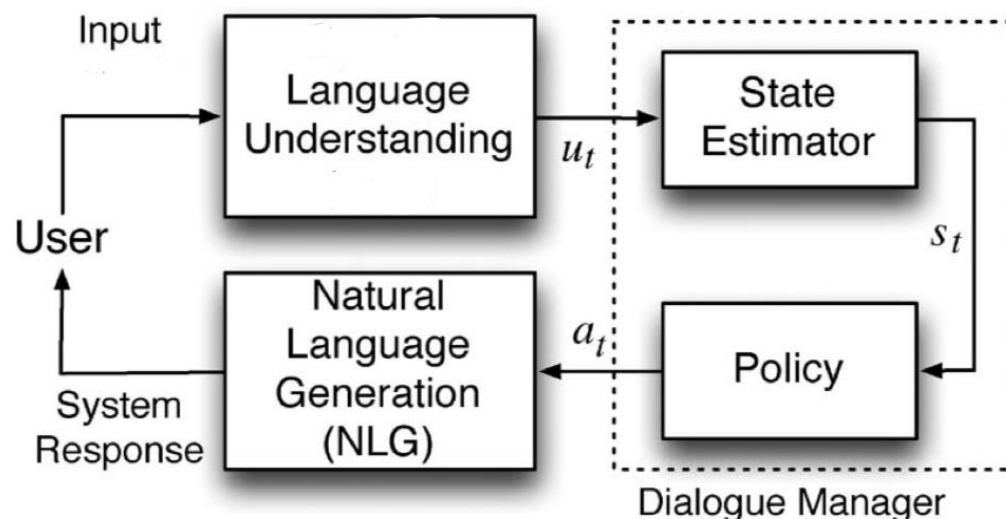 Input
Language
Understanding
u_t
State
Estimator
s_t
User
Natural
Language
Generation
(NLG)
a_t
Policy
System
Response
Dialogue Manager